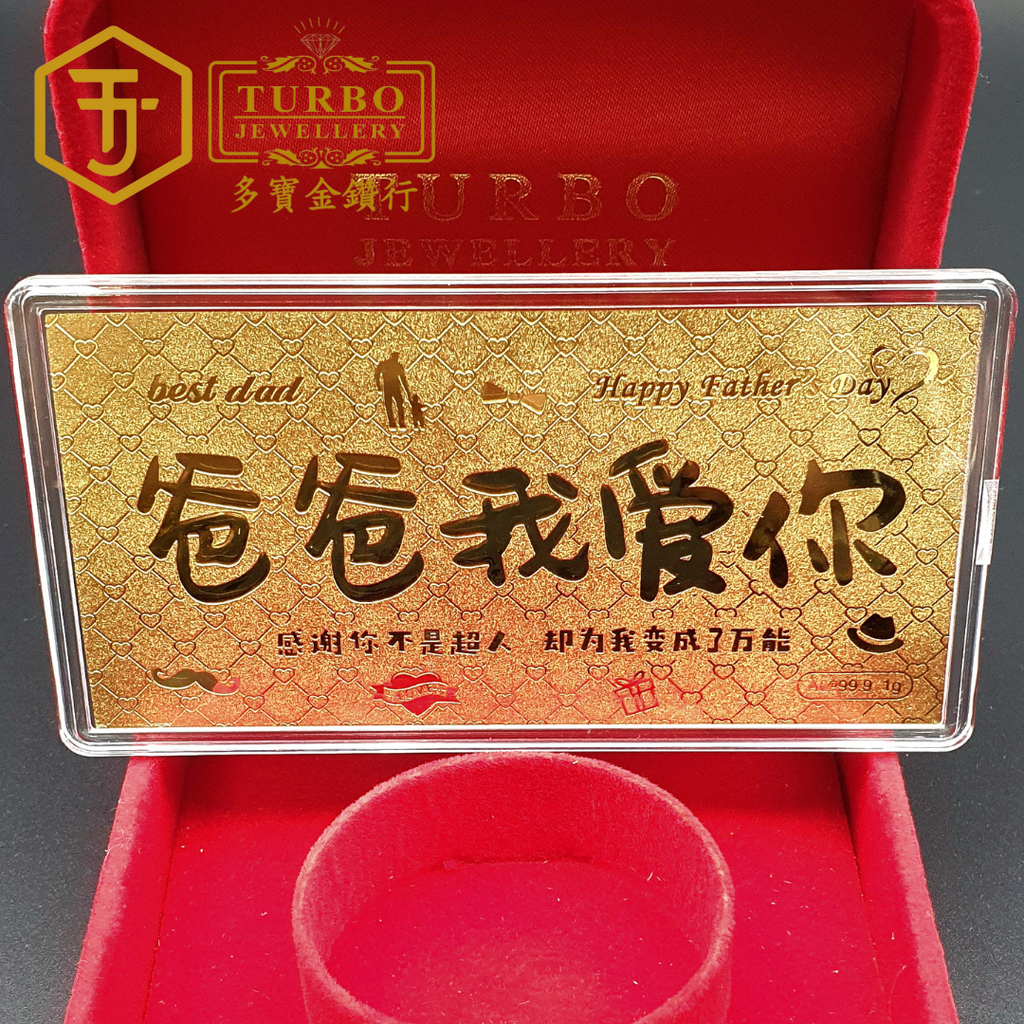 TJ
TURBO
JEWELLERY
多寶金鑽行
TURBO
JEWELLERY
best dad
Happy Father's Day
爸爸我爱你
感谢你不是超人 却为我变成了万能
Au999.9 1g